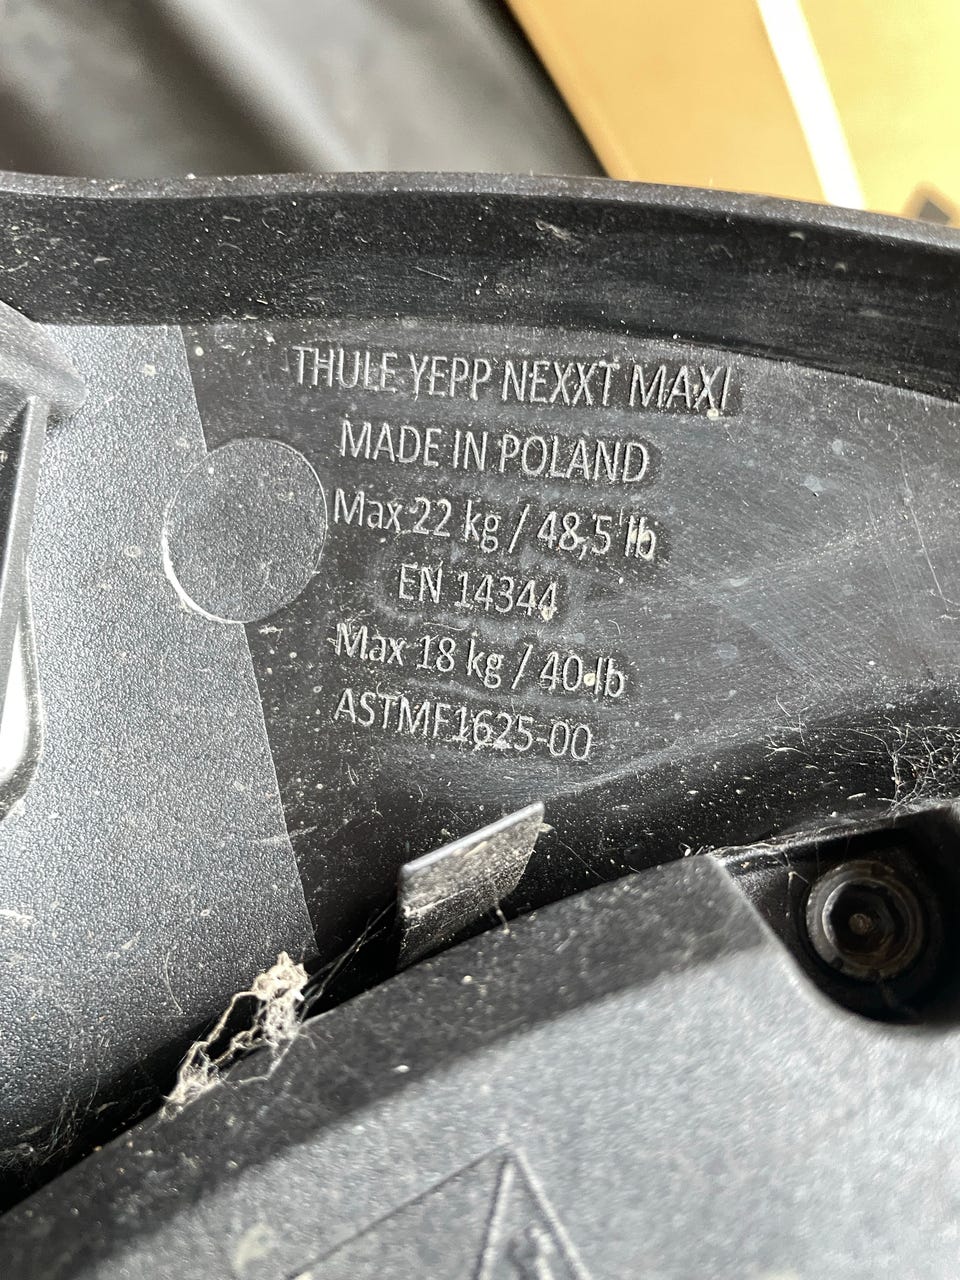 THULE YEPP NEXXT MAXI
MADE IN POLAND
Max 22 kg / 48,5 lb
EN 14344
Max 18 kg / 40 lb
ASTMF1625-00